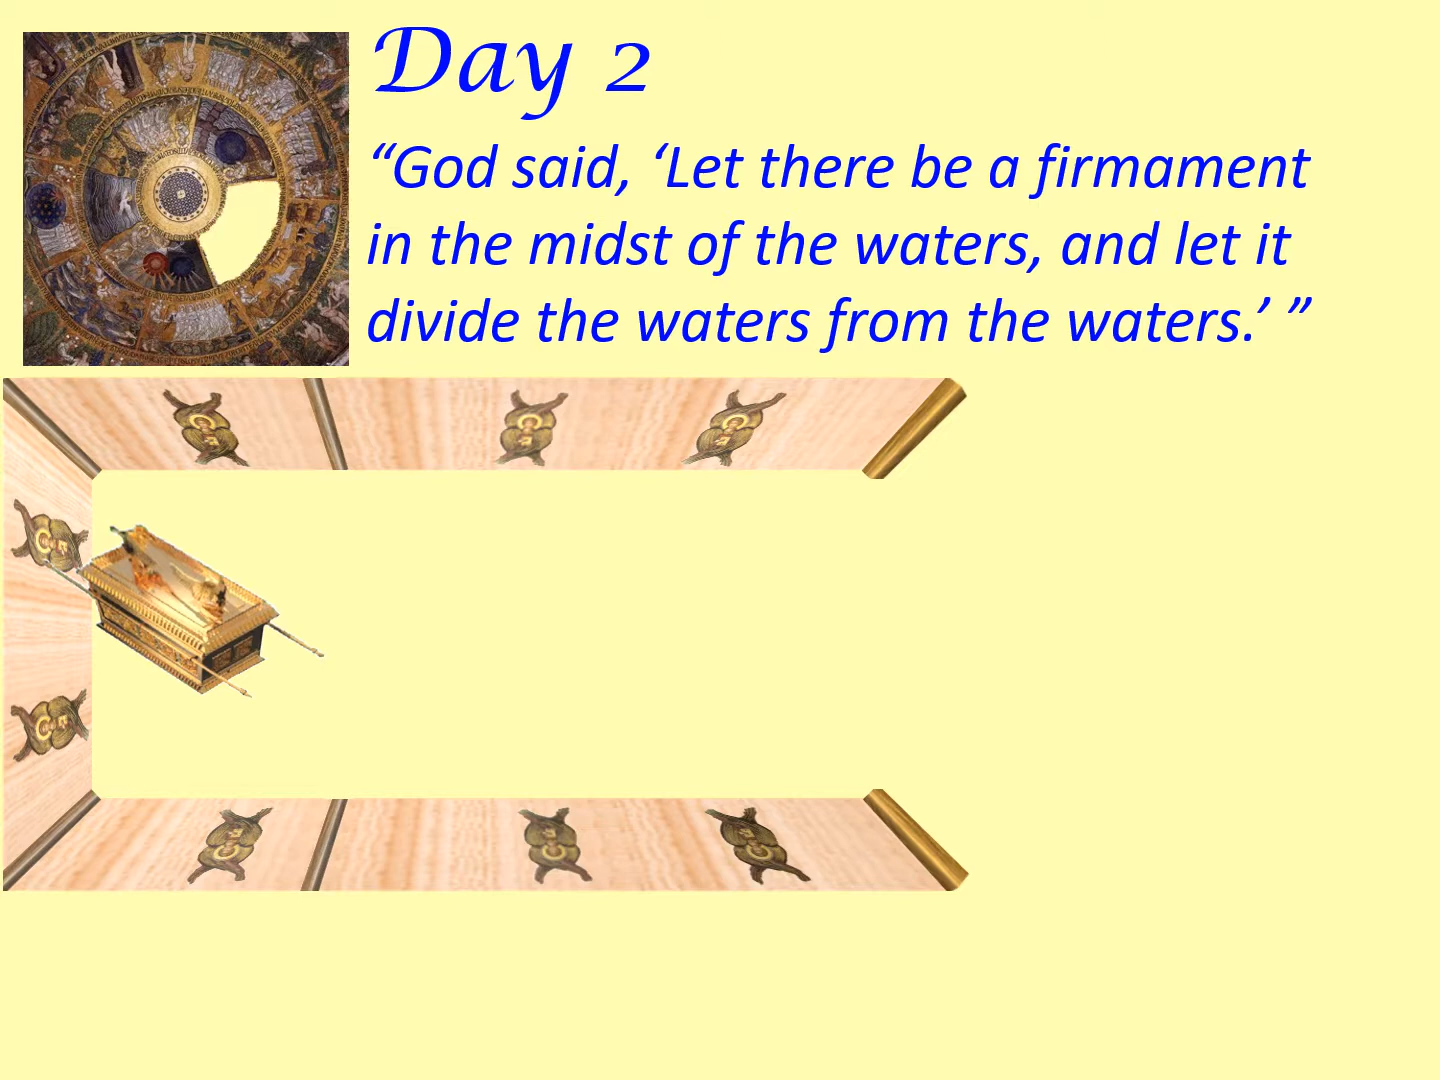 Day 2
“God said, ‘Let there be a firmament
in the midst of the waters, and let it
divide the waters from the waters.’ ”